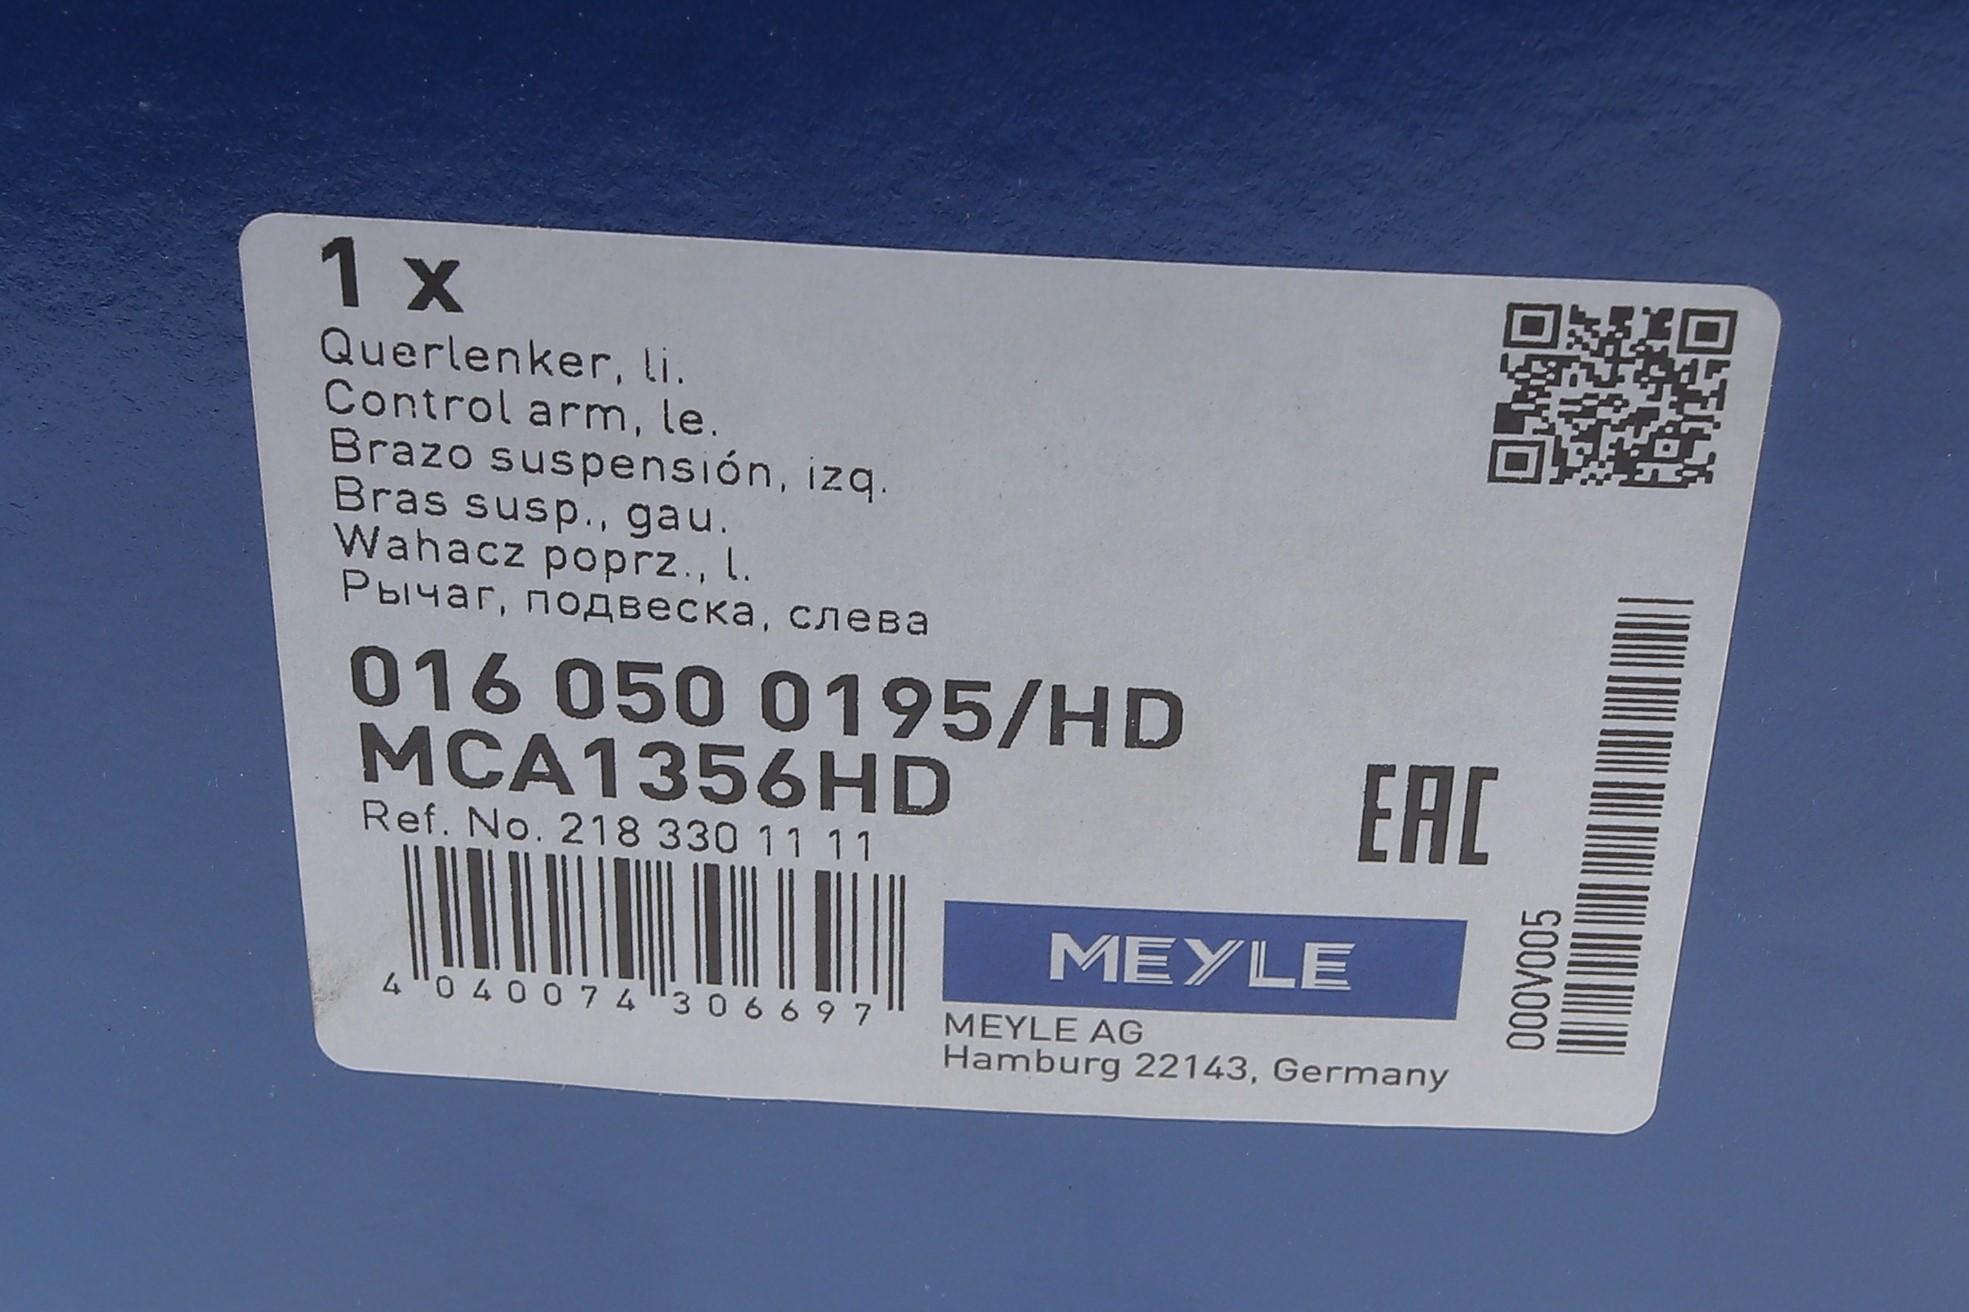 1 x
Querlenker, li.
Control arm, le.
Brazo suspensión, izq.
Bras susp., gau.
Wahacz poprz., l.
Рычаг, подвеска, слева
016 050 0195/HD
MCA1356HD
Ref. No. 218 330 11 11
4 040074 306697
EAC
MEYLE
MEYLE AG
Hamburg 22143, Germany
000V005